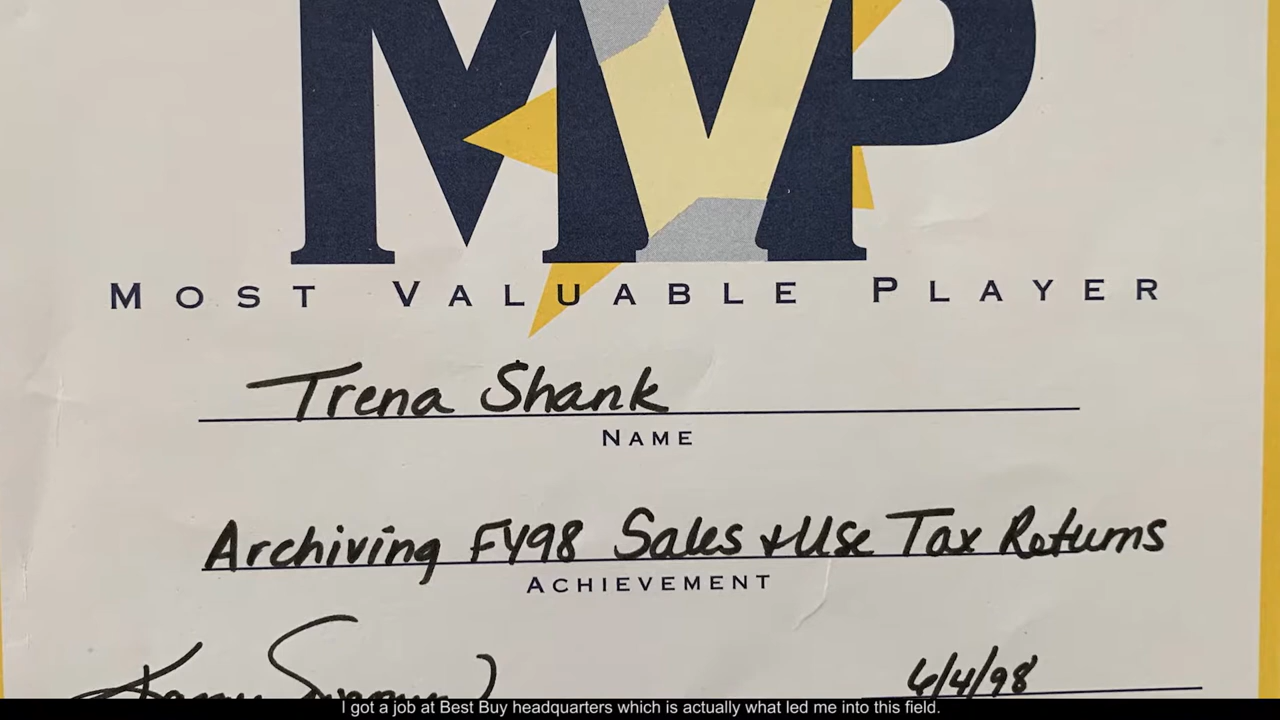 MVP
MOST VALUABLE PLAYER
Trena Shank
NAME
Archiving FY98 Sales + Use Tax Returns
ACHIEVEMENT
6/4/98
I got a job at Best Buy headquarters which is actually what led me into this field.